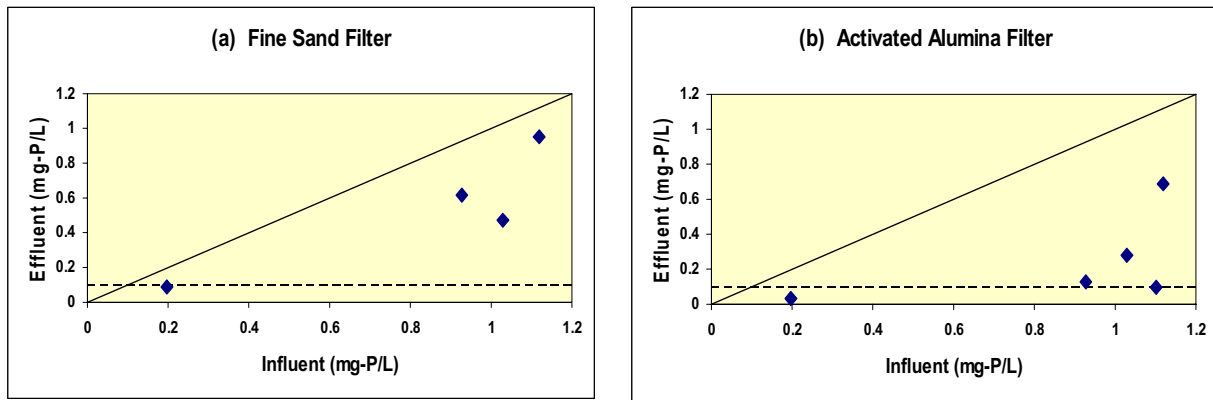 (a) Fine Sand Filter
Effluent (mg-P/L)
1.2
1
0.8
0.6
0.4
0.2
0
0 0.2 0.4 0.6 0.8 1 1.2
Influent (mg-P/L)
(b) Activated Alumina Filter
Effluent (mg-P/L)
1.2
1
0.8
0.6
0.4
0.2
0
0 0.2 0.4 0.6 0.8 1 1.2
Influent (mg-P/L)